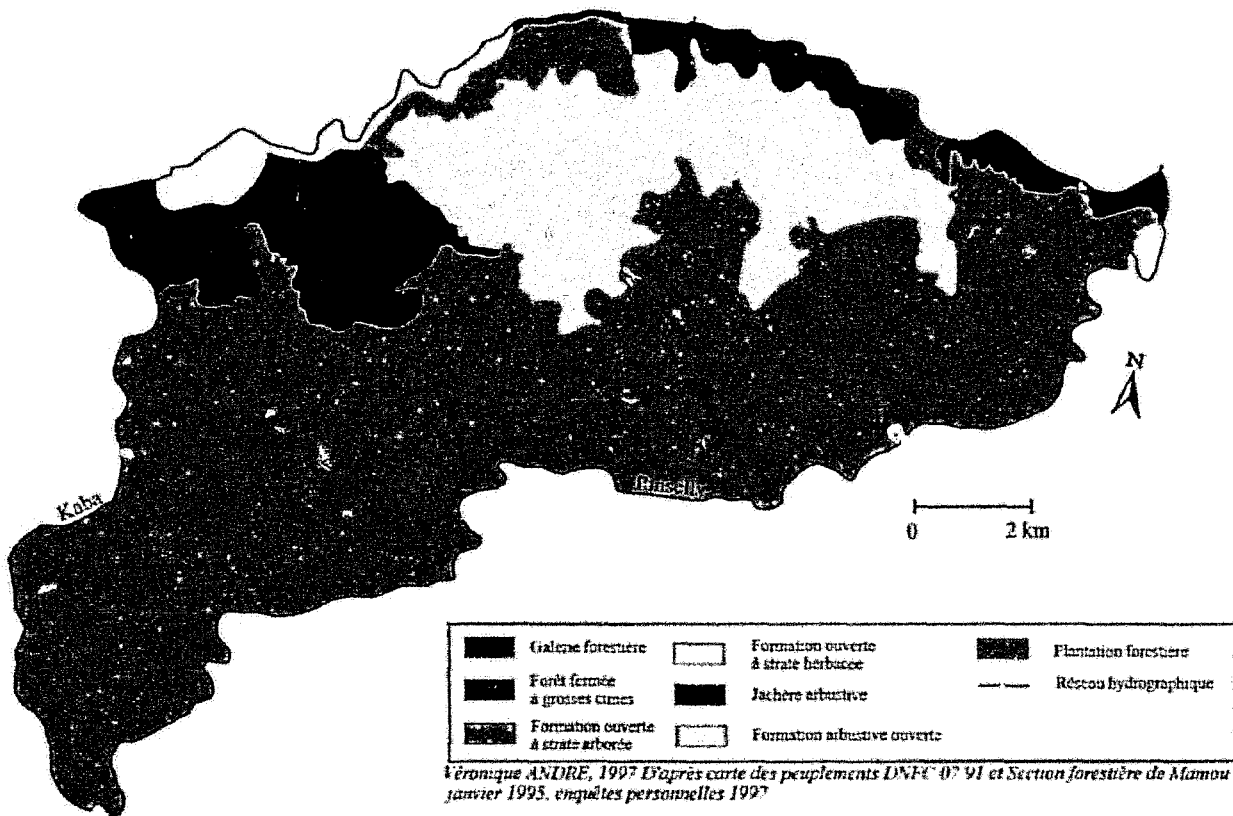 N
Kaba
0 2 km
Galerie forestière
Forêt fermée
à grosses cimes
Formation ouverte
à strate arborée
Formation ouverte
à strate herbacée
Jachère arbustive
Formation arbustive ouverte
Plantation forestière
Réseau hydrographique
Véronique ANDRE, 1997 D'après carte des peuplements DNFC 07 91 et Section forestière de Mamou
janvier 1995, enquêtes personnelles 1997